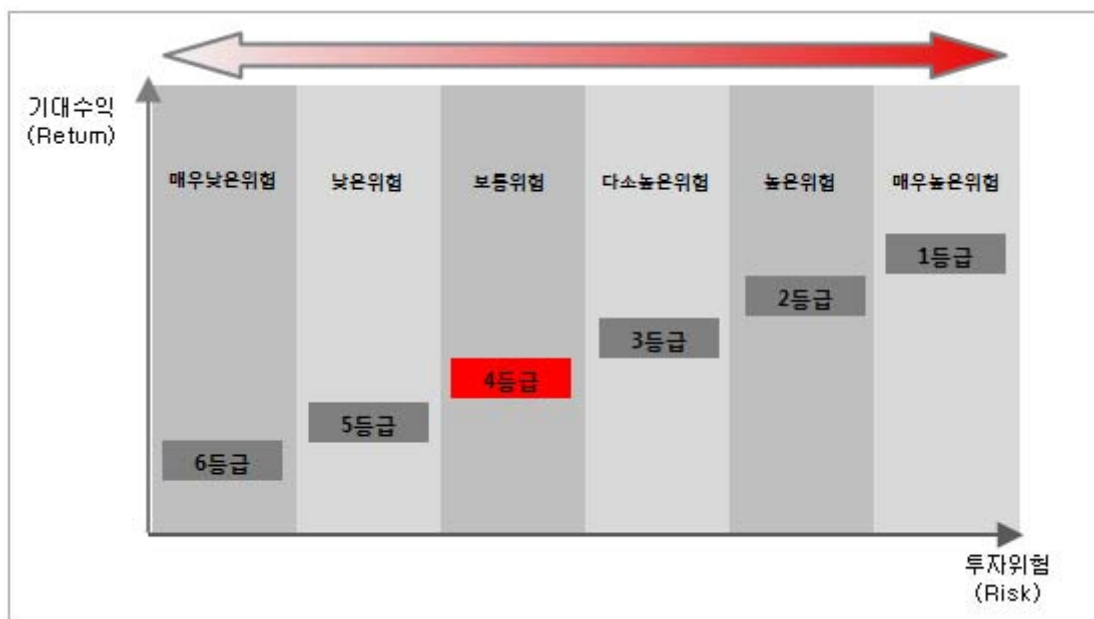 기대수익
(Return)
매우낮은위험
낮은위험
보통위험
다소높은위험
높은위험
매우높은위험
1등급
2등급
3등급
4등급
5등급
6등급
투자위험
(Risk)